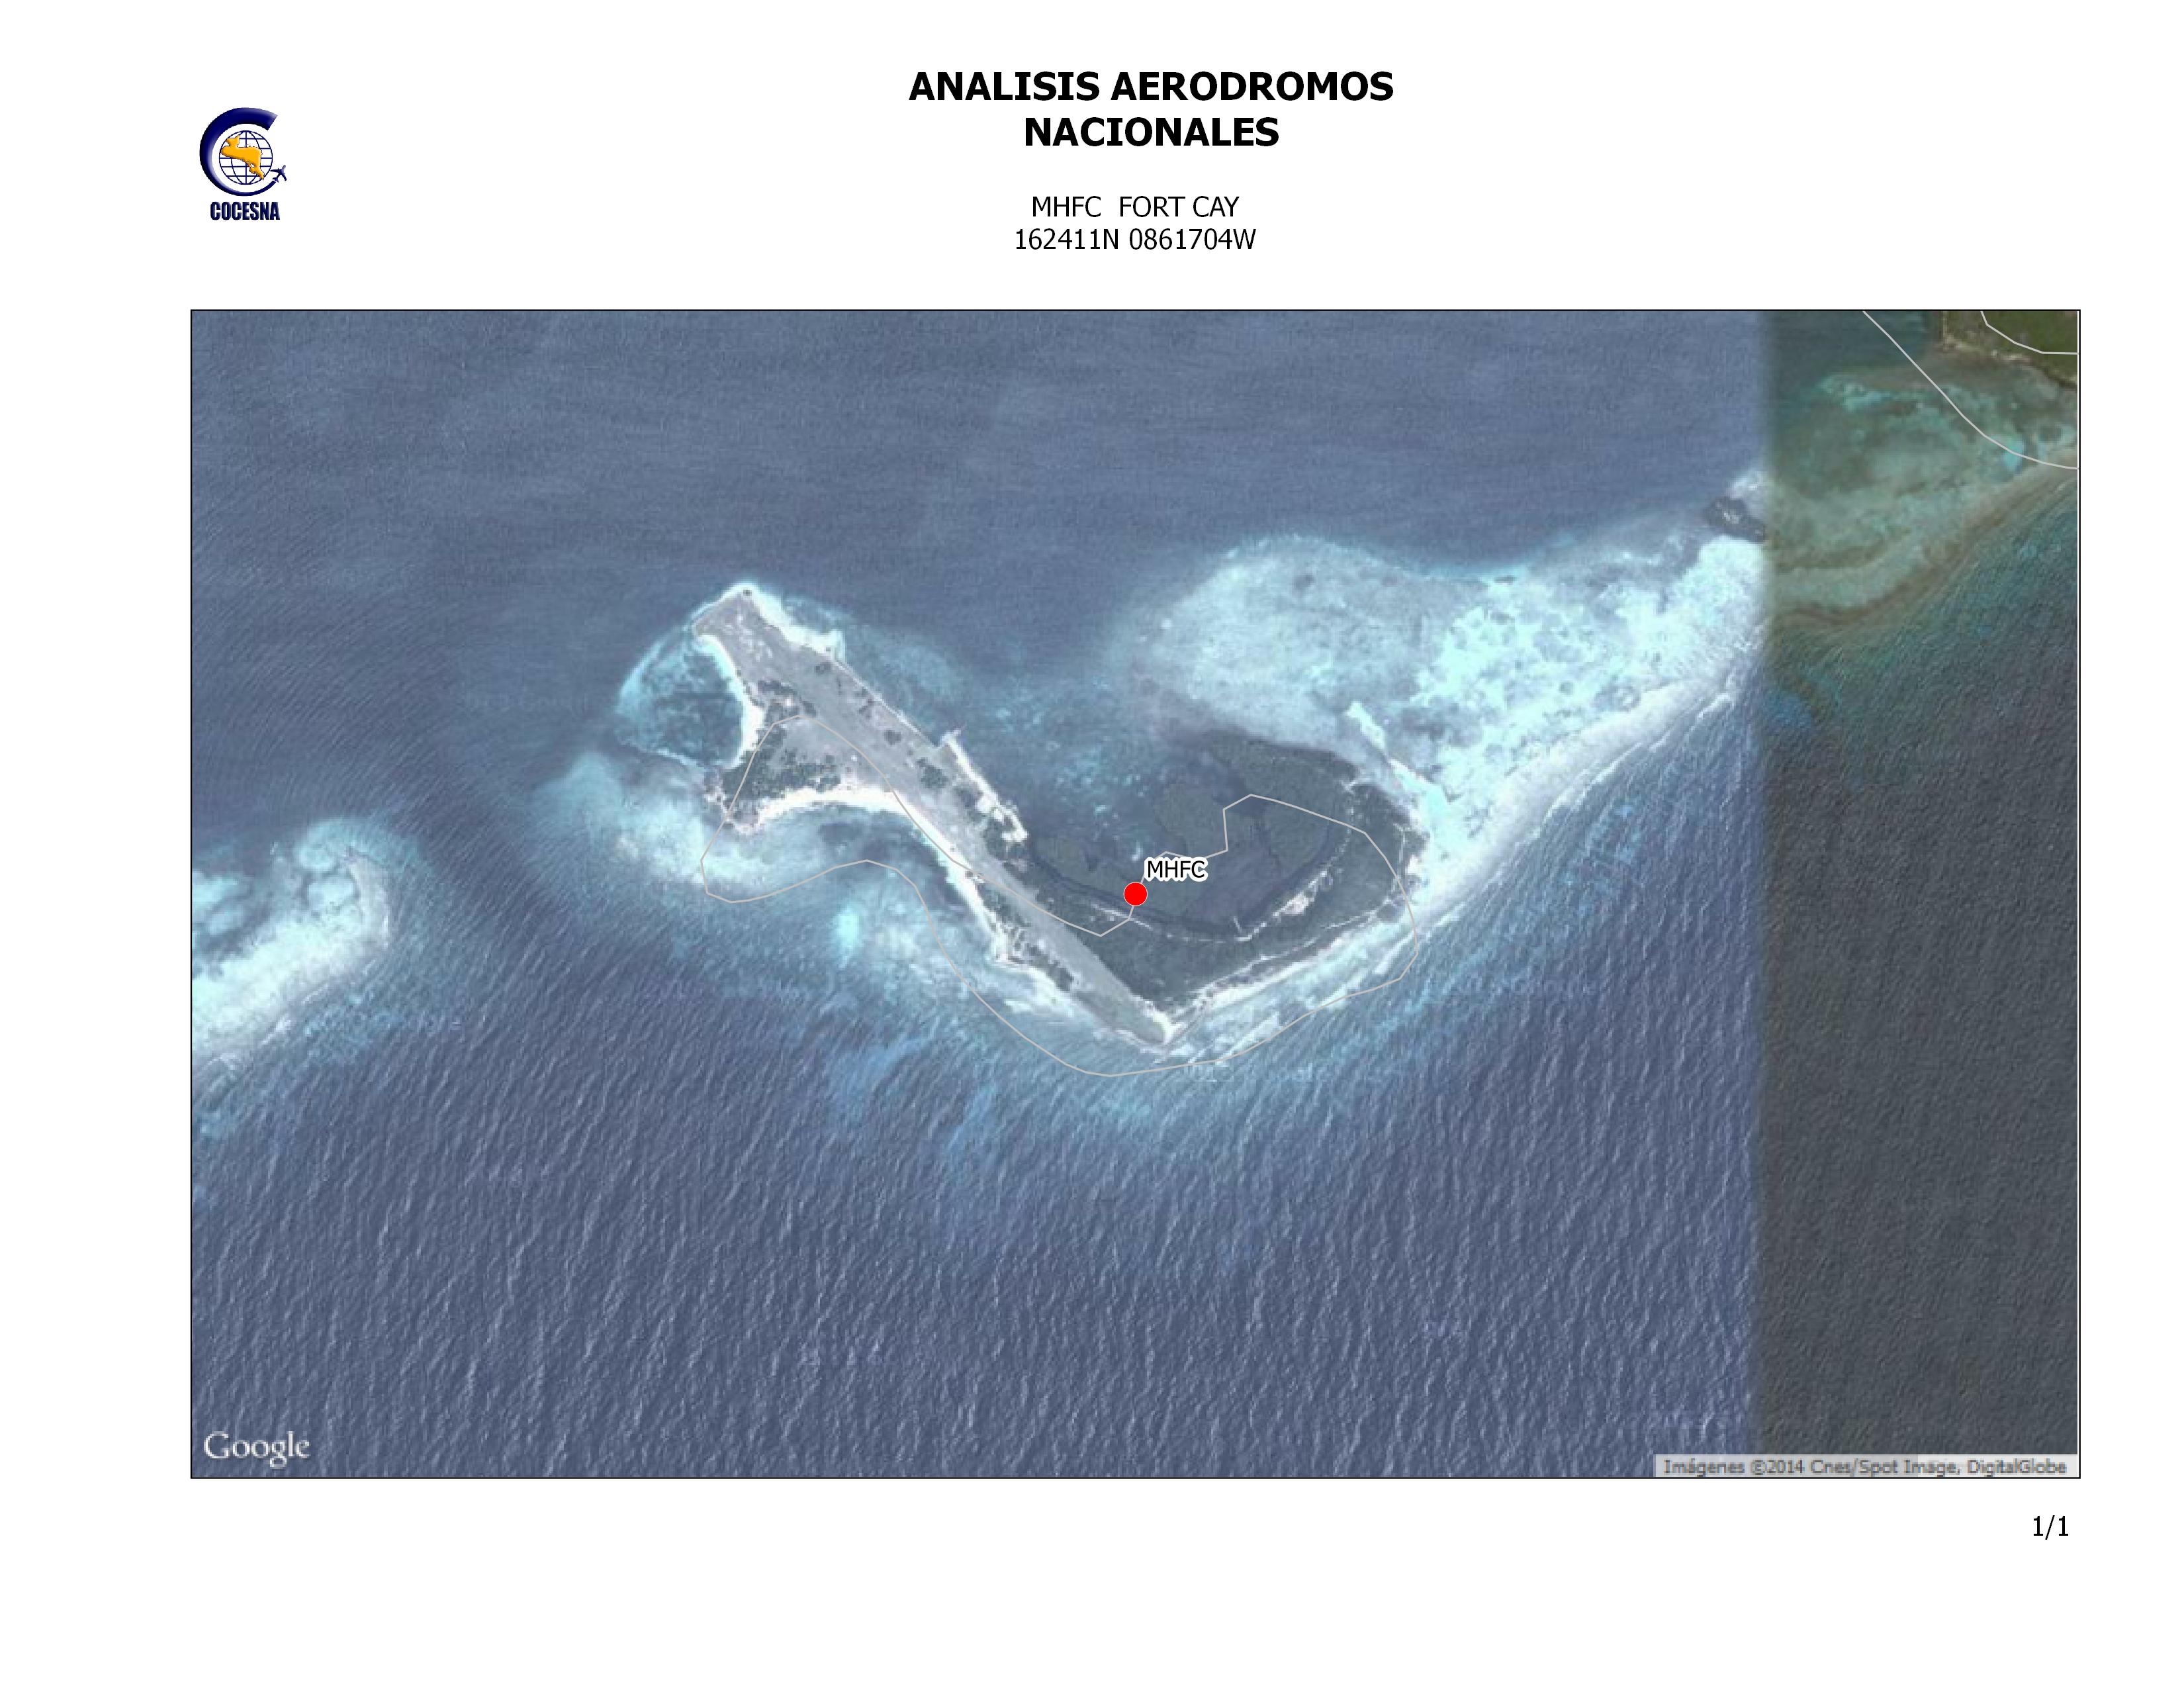 ANALISIS AERODROMOS
NACIONALES
COCESNA
MHFC FORT CAY
162411N 0861704W
MHFC
Google
Imágenes ©2014 Cnes/Spot Image, DigitalGlobe
1/1